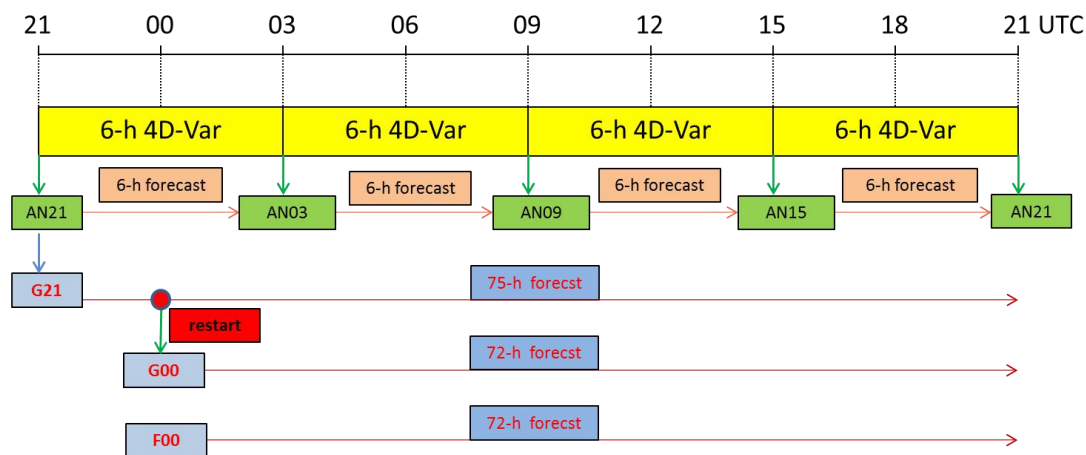 21 00 03 06 09 12 15 18 21 UTC
6-h 4D-Var 6-h 4D-Var 6-h 4D-Var 6-h 4D-Var
6-h forecast 6-h forecast 6-h forecast 6-h forecast
AN21 AN03 AN09 AN15 AN21
G21 75-h forecst
restart
G00 72-h forecst
F00 72-h forecst